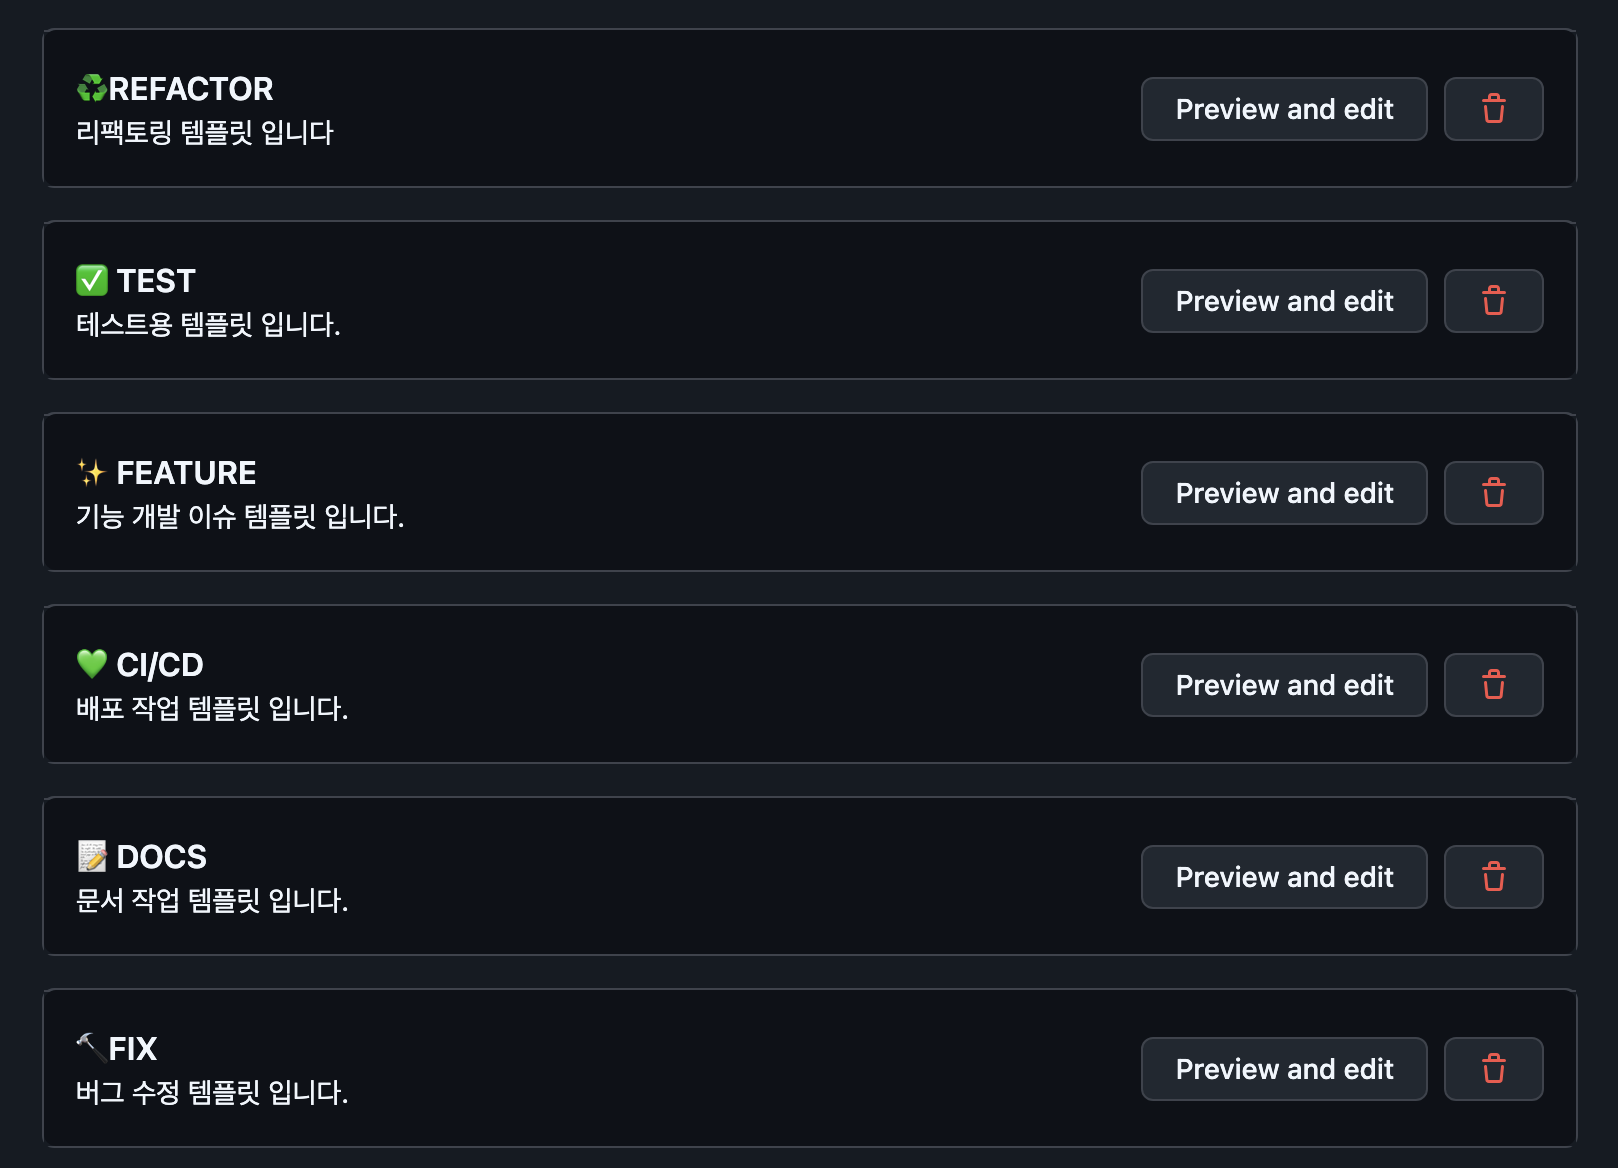 ♻️REFACTOR
리팩토링 템플릿 입니다
Preview and edit
✅ TEST
테스트용 템플릿 입니다.
Preview and edit
✨ FEATURE
기능 개발 이슈 템플릿 입니다.
Preview and edit
💚 CI/CD
배포 작업 템플릿 입니다.
Preview and edit
📝 DOCS
문서 작업 템플릿 입니다.
Preview and edit
🔨FIX
버그 수정 템플릿 입니다.
Preview and edit